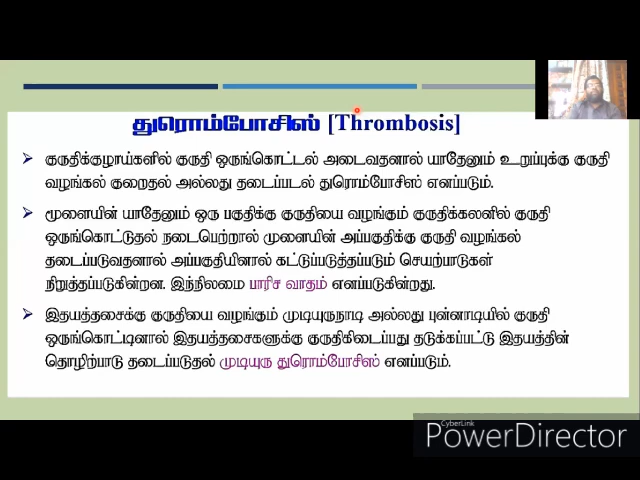 துரொம்போசிஸ் [Thrombosis]
➢ குருதிக்குழாய்களில் குருதி ஒருங்கொட்டல் அடைவதனால் யாதேனும் உறுப்புக்கு குருதி
வழங்கல் குறைதல் அல்லது தடைப்படல் துரொம்போசிஸ் எனப்படும்.
➢ மூளையின் யாதேனும் ஒரு பகுதிக்கு குருதியை வழங்கும் குருதிக்கலனில் குருதி
ஒருங்கொட்டுதல் நடைபெற்றால் முளையின் அப்பகுதிக்கு குருதி வழங்கல்
தடைப்படுவதனால் அப்பகுதியினால் கட்டுப்படுத்தப்படும் செயற்பாடுகள்
நிறுத்தப்படுகின்றன. இந்நிலமை பாரிச வாதம் எனப்படுகின்றது.
➢ இதயத்தசைக்கு குருதியை வழங்கும் முடியுருநாடி அல்லது புன்னாடியில் குருதி
ஒருங்கொட்டினால் இதயத்தசைகளுக்கு குருதிகிடைப்பது தடுக்கப்பட்டு இதயத்தின்
தொழிற்பாடு தடைப்படுதல் முடியுரு துரொம்போசிஸ் எனப்படும்.
CyberLink
PowerDirector